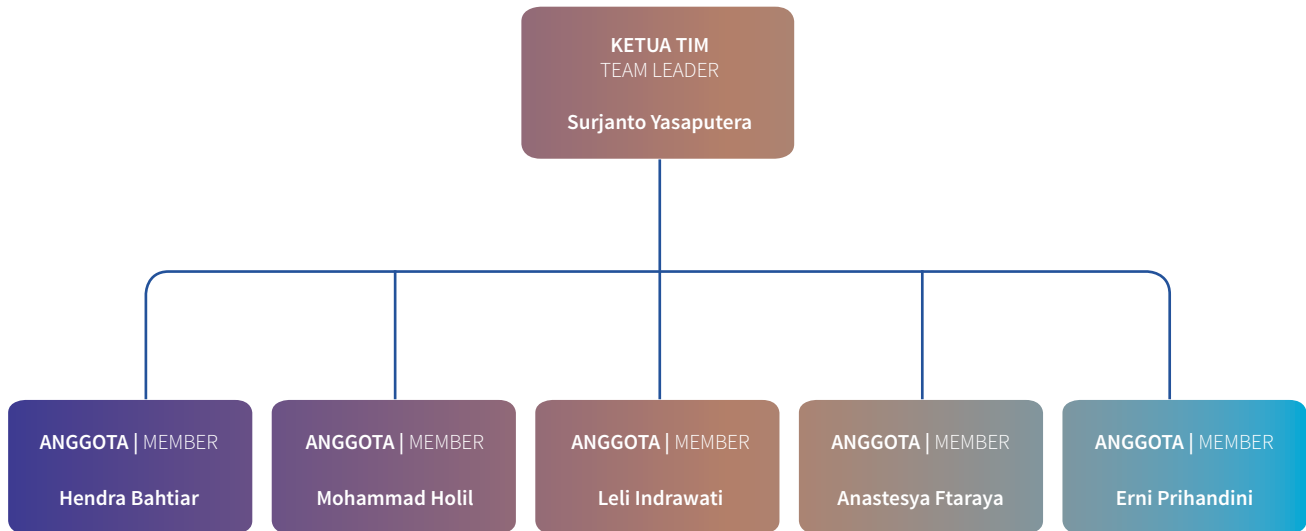 KETUA TIM
TEAM LEADER
Surjanto Yasaputera
ANGGOTA | MEMBER
Hendra Bahtiar
ANGGOTA | MEMBER
Mohammad Holil
ANGGOTA | MEMBER
Leli Indrawati
ANGGOTA | MEMBER
Anastesya Ftaraya
ANGGOTA | MEMBER
Erni Prihandini